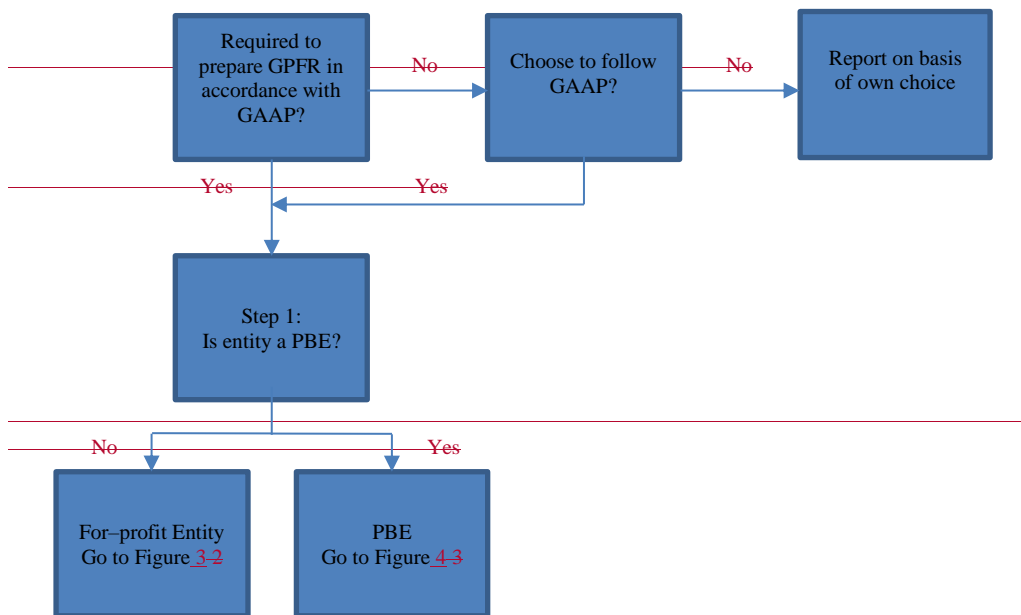 Required to
prepare GPFR in
accordance with
GAAP?
No
Choose to follow
GAAP?
No
Report on basis
of own choice
Yes
Yes
Step 1:
Is entity a PBE?
No
Yes
For–profit Entity
Go to Figure 3 2
PBE
Go to Figure 4 3